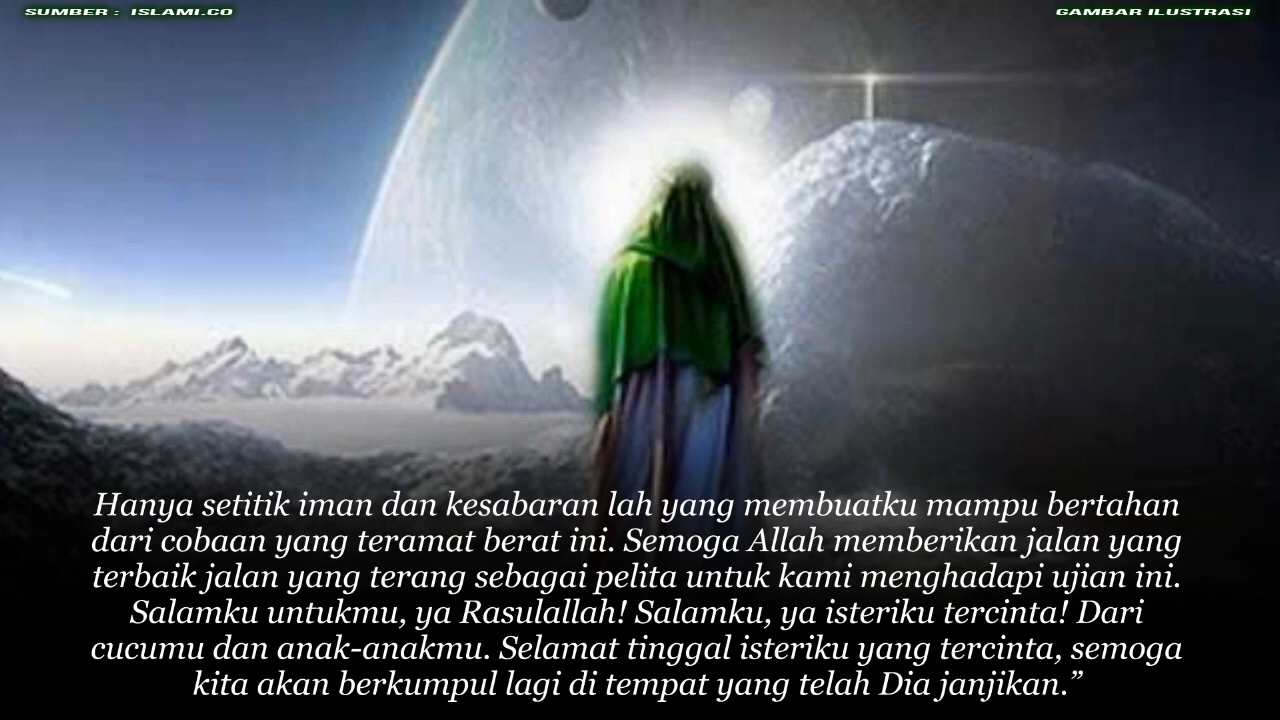 SUMBER : ISLAMI.CO
GAMBAR ILUSTRASI
Hanya setitik iman dan kesabaran lah yang membuatku mampu bertahan
dari cobaan yang teramat berat ini. Semoga Allah memberikan jalan yang
terbaik jalan yang terang sebagai pelita untuk kami menghadapi ujian ini.
Salamku untukmu, ya Rasulallah! Salamku, ya isteriku tercinta! Dari
cucumu dan anak-anakmu. Selamat tinggal isteriku yang tercinta, semoga
kita akan berkumpul lagi di tempat yang telah Dia janjikan.”